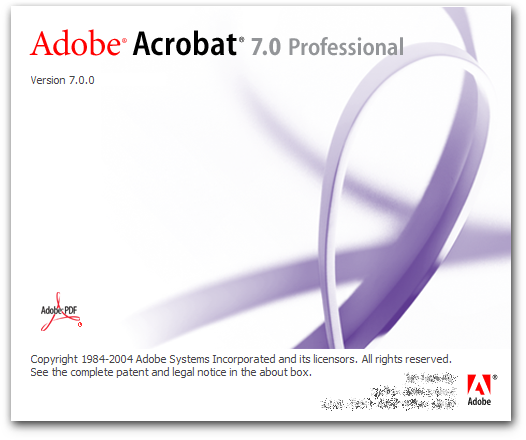 Adobe® Acrobat® 7.0 Professional
Version 7.0.0
Adobe PDF
Copyright 1984-2004 Adobe Systems Incorporated and its licensors. All rights reserved.
See the complete patent and legal notice in the about box.
Adobe